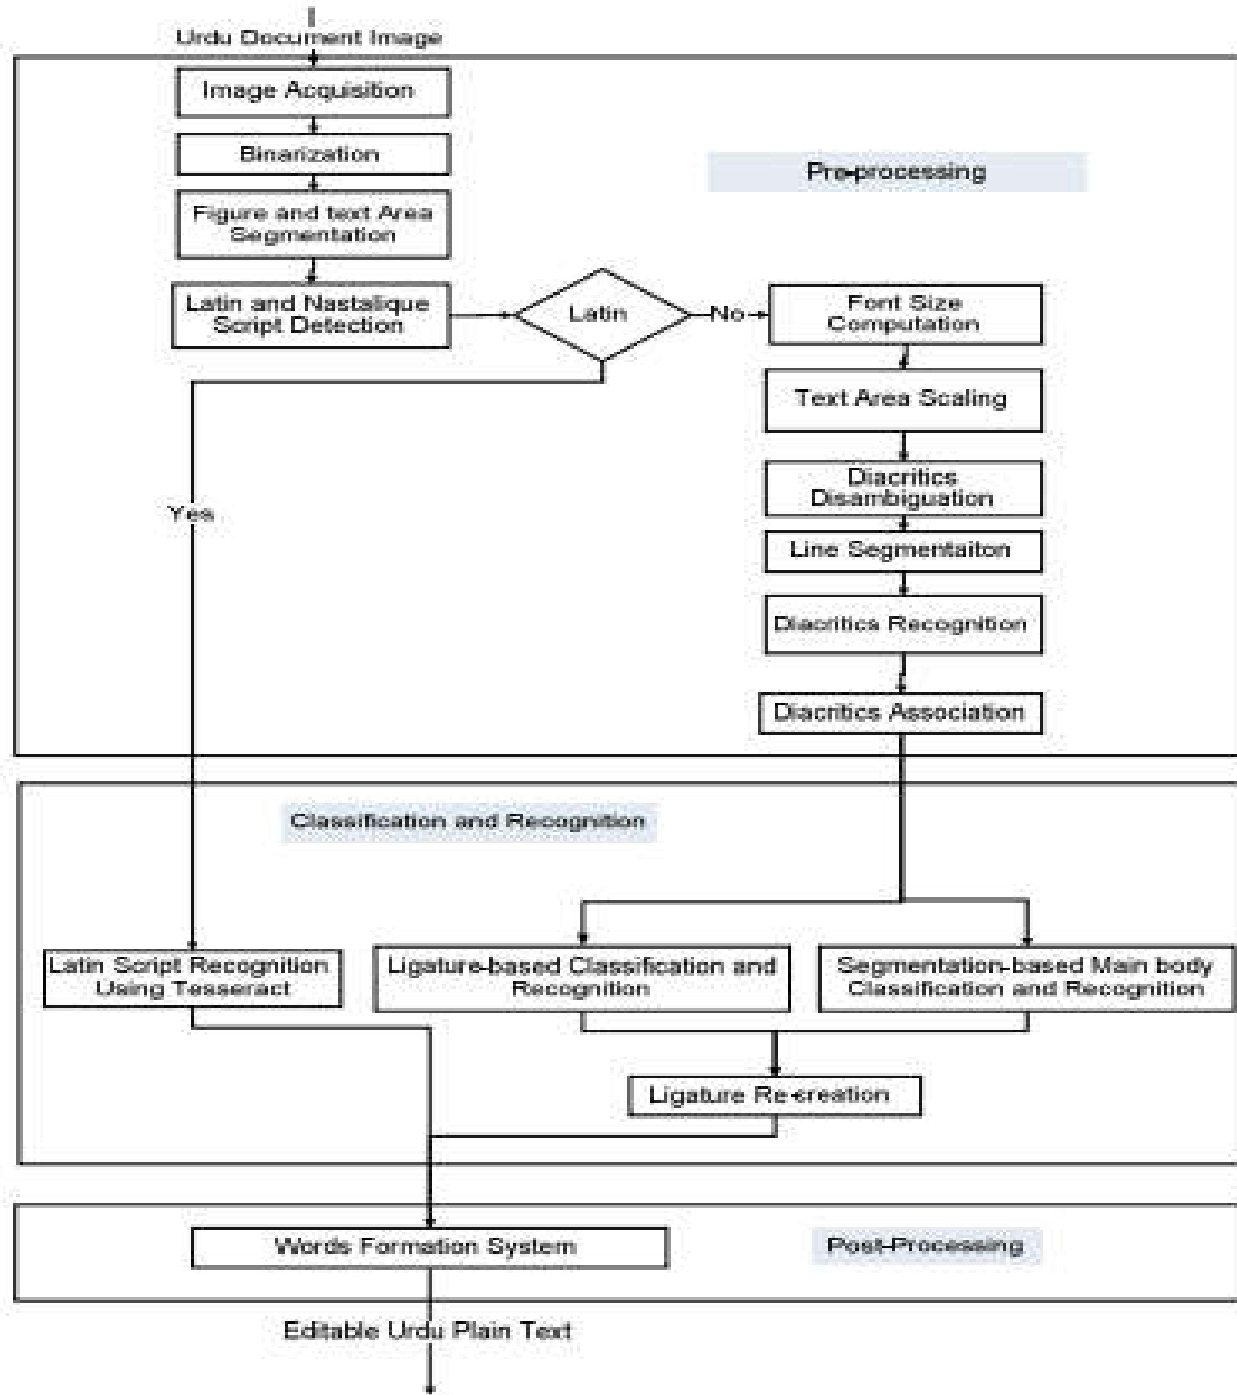 Urdu Document Image
Image Acquisition
Binarization
Pre-processing
Figure and text Area
Segmentation
Latin and Nastalique
Script Detection
Latin
No
Font Size
Computation
Text Area Scaling
Diacritics
Disambiguation
Yes
Line Segmentaiton
Diacritics Recognition
Diacritics Association
Classification and Recognition
Latin Script Recognition
Using Tesseract
Ligature-based Classification and
Recognition
Segmentation-based Main body
Classification and Recognition
Ligature Re-creation
Words Formation System
Post-Processing
Editable Urdu Plain Text